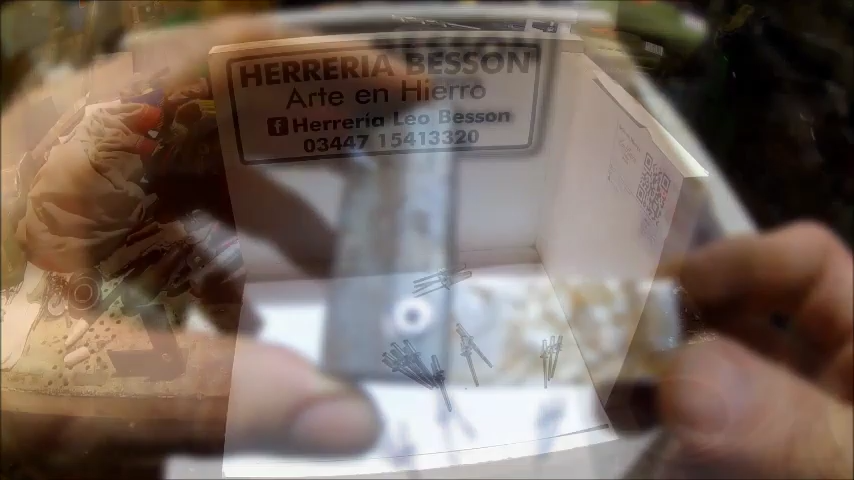 HERRERIA BESSON
Arte en Hierro
Herreria Leo Besson
03447 15413320